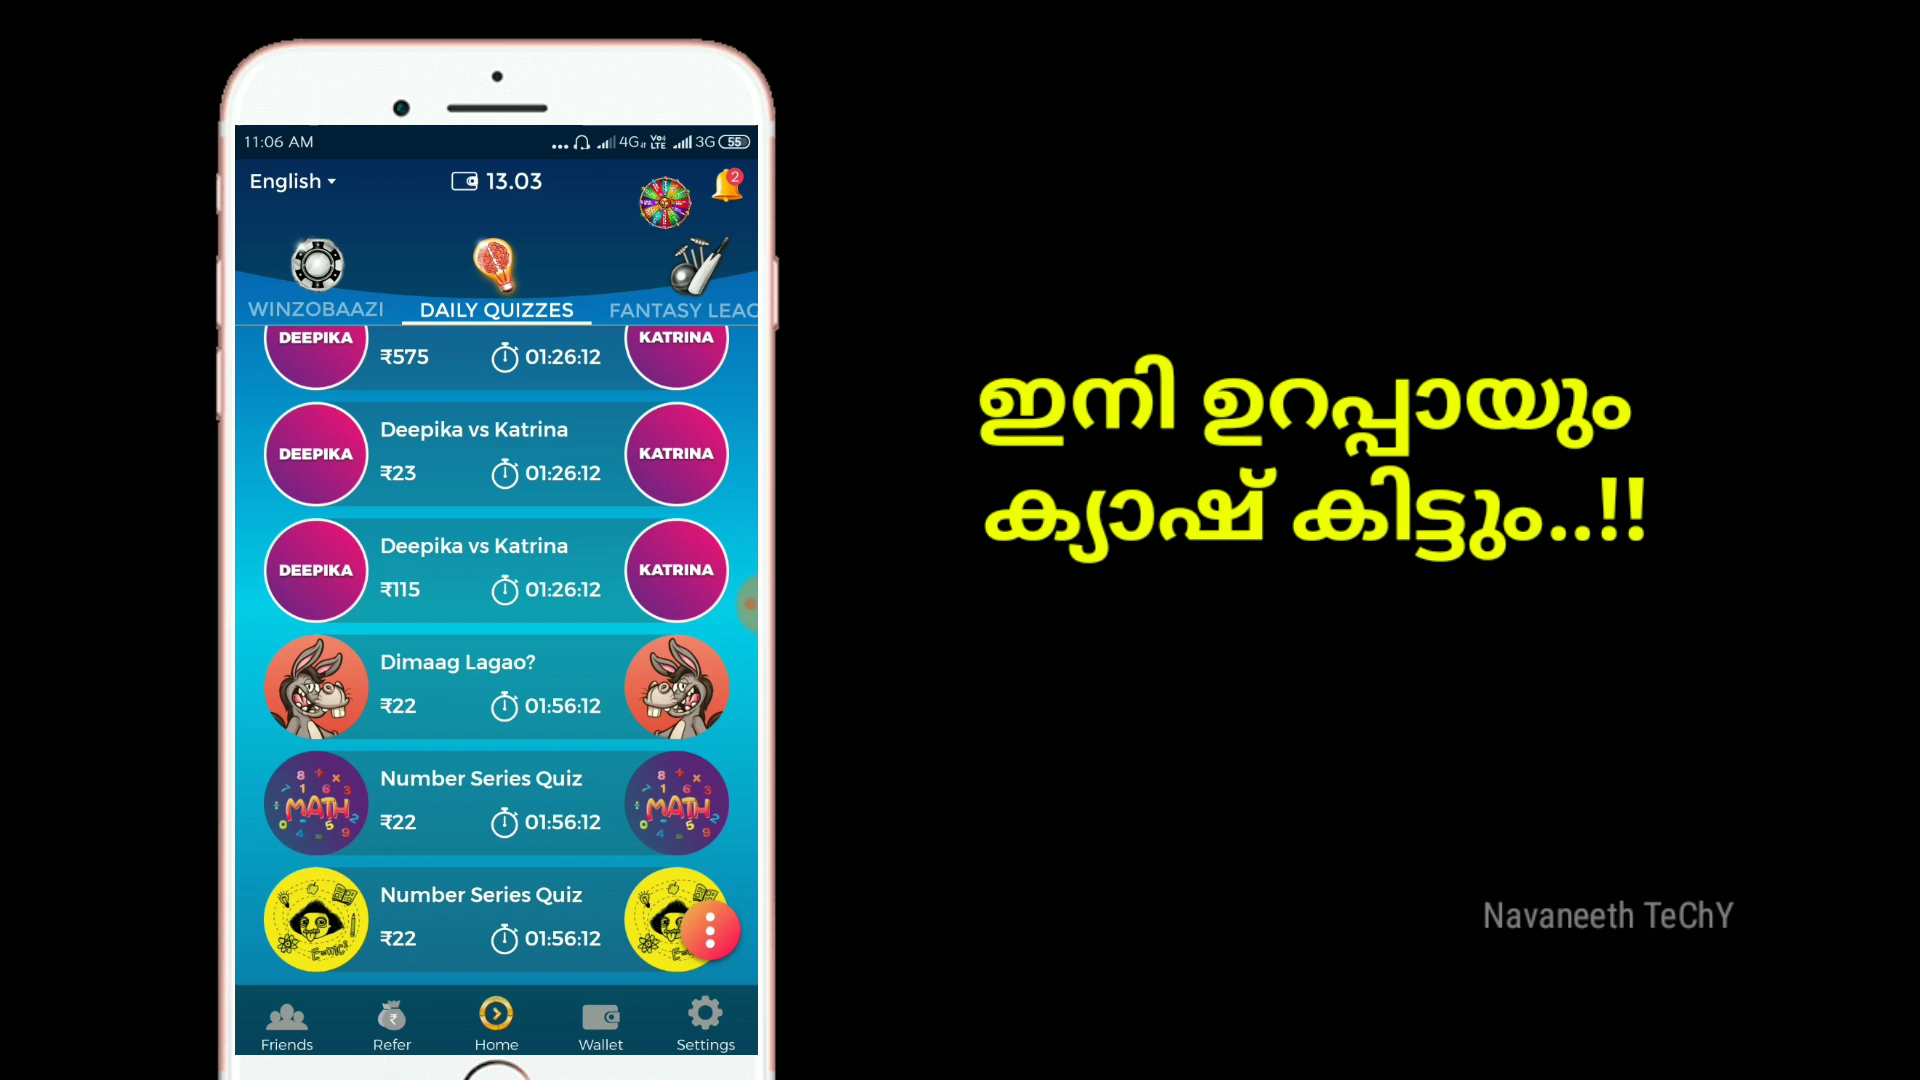 11:06 AM
4G VoLTE 3G 55
English 13.03 2
WINZOBAAZI DAILY QUIZZES FANTASY LEAG
DEEPIKA ₹575 01:26:12 KATRINA
Deepika vs Katrina
DEEPIKA ₹23 01:26:12 KATRINA
Deepika vs Katrina
DEEPIKA ₹115 01:26:12 KATRINA
Dimaag Lagao?
₹22 01:56:12
Number Series Quiz
MATH ₹22 01:56:12 MATH
Number Series Quiz
₹22 01:56:12
E=MC²
Friends Refer Home Wallet Settings
ഇനി ഉറപ്പായും
ക്യാഷ് കിട്ടും..!!
Navaneeth TeChY